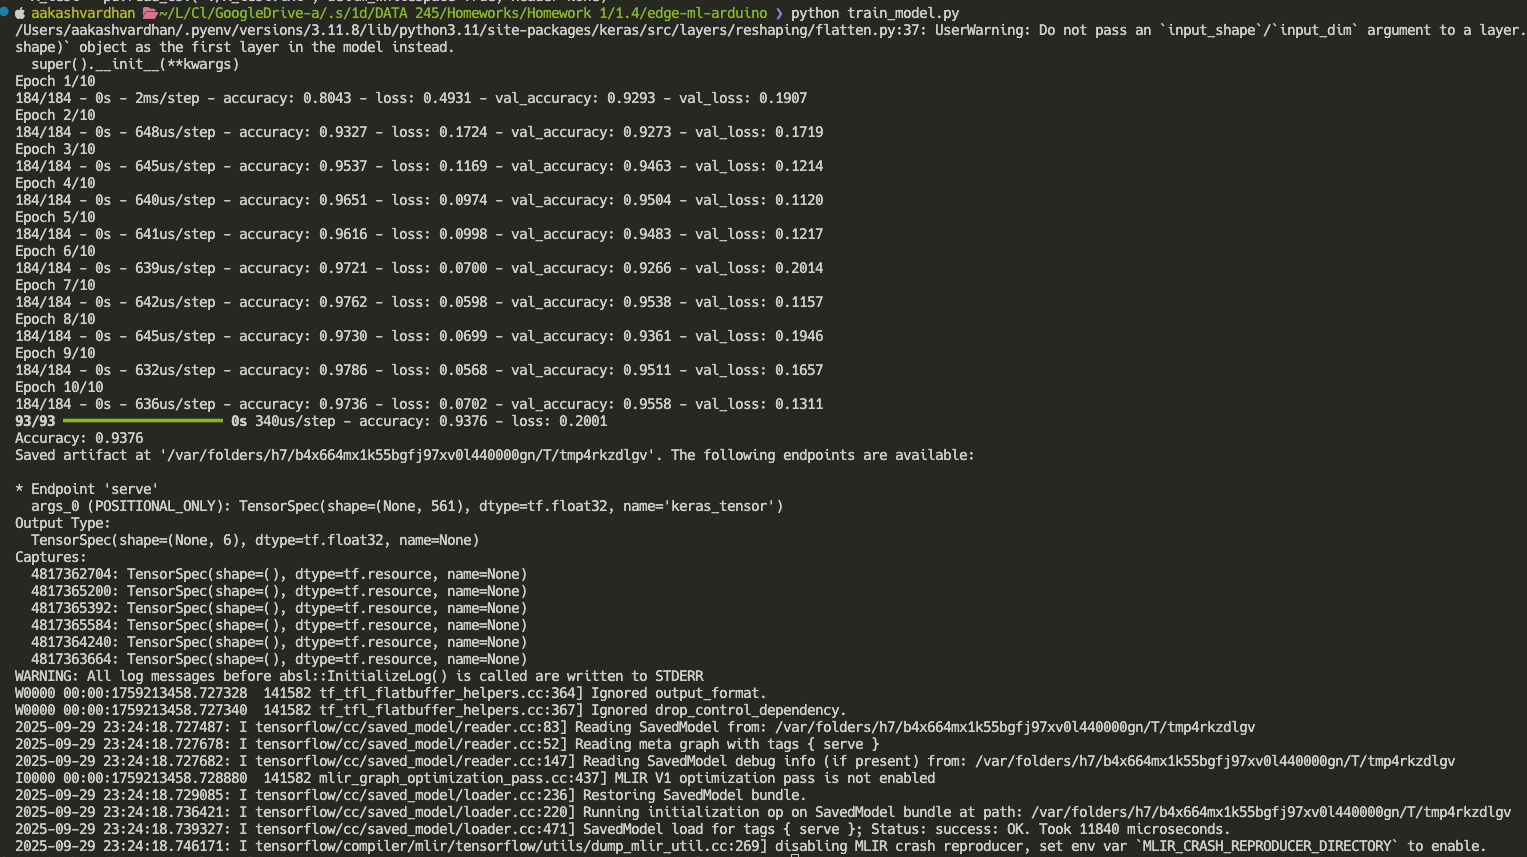 aakashvardhan ~/L/Cl/GoogleDrive-a/.s/1d/DATA 245/Homeworks/Homework 1/1.4/edge-ml-arduino ❯ python train_model.py
/Users/aakashvardhan/.pyenv/versions/3.11.8/lib/python3.11/site-packages/keras/src/layers/reshaping/flatten.py:37: UserWarning: Do not pass an `input_shape`/`input_dim` argument to a layer.
shape)` object as the first layer in the model instead.
  super().__init__(**kwargs)
Epoch 1/10
184/184 - 0s - 2ms/step - accuracy: 0.8043 - loss: 0.4931 - val_accuracy: 0.9293 - val_loss: 0.1907
Epoch 2/10
184/184 - 0s - 648us/step - accuracy: 0.9327 - loss: 0.1724 - val_accuracy: 0.9273 - val_loss: 0.1719
Epoch 3/10
184/184 - 0s - 645us/step - accuracy: 0.9537 - loss: 0.1169 - val_accuracy: 0.9463 - val_loss: 0.1214
Epoch 4/10
184/184 - 0s - 640us/step - accuracy: 0.9651 - loss: 0.0974 - val_accuracy: 0.9504 - val_loss: 0.1120
Epoch 5/10
184/184 - 0s - 641us/step - accuracy: 0.9616 - loss: 0.0998 - val_accuracy: 0.9483 - val_loss: 0.1217
Epoch 6/10
184/184 - 0s - 639us/step - accuracy: 0.9721 - loss: 0.0700 - val_accuracy: 0.9266 - val_loss: 0.2014
Epoch 7/10
184/184 - 0s - 642us/step - accuracy: 0.9762 - loss: 0.0598 - val_accuracy: 0.9538 - val_loss: 0.1157
Epoch 8/10
184/184 - 0s - 645us/step - accuracy: 0.9730 - loss: 0.0699 - val_accuracy: 0.9361 - val_loss: 0.1946
Epoch 9/10
184/184 - 0s - 632us/step - accuracy: 0.9786 - loss: 0.0568 - val_accuracy: 0.9511 - val_loss: 0.1657
Epoch 10/10
184/184 - 0s - 636us/step - accuracy: 0.9736 - loss: 0.0702 - val_accuracy: 0.9558 - val_loss: 0.1311
93/93 ━━━━━━━━━━━━━━━━━━━━ 0s 340us/step - accuracy: 0.9376 - loss: 0.2001
Accuracy: 0.9376
Saved artifact at '/var/folders/h7/b4x664mx1k55bgfj97xv0l440000gn/T/tmp4rkzdlgv'. The following endpoints are available:

* Endpoint 'serve'
  args_0 (POSITIONAL_ONLY): TensorSpec(shape=(None, 561), dtype=tf.float32, name='keras_tensor')
Output Type:
  TensorSpec(shape=(None, 6), dtype=tf.float32, name=None)
Captures:
  4817362704: TensorSpec(shape=(), dtype=tf.resource, name=None)
  4817365200: TensorSpec(shape=(), dtype=tf.resource, name=None)
  4817365392: TensorSpec(shape=(), dtype=tf.resource, name=None)
  4817365584: TensorSpec(shape=(), dtype=tf.resource, name=None)
  4817364240: TensorSpec(shape=(), dtype=tf.resource, name=None)
  4817363664: TensorSpec(shape=(), dtype=tf.resource, name=None)
WARNING: All log messages before absl::InitializeLog() is called are written to STDERR
W0000 00:00:1759213458.727328  141582 tf_tfl_flatbuffer_helpers.cc:364] Ignored output_format.
W0000 00:00:1759213458.727340  141582 tf_tfl_flatbuffer_helpers.cc:367] Ignored drop_control_dependency.
2025-09-29 23:24:18.727487: I tensorflow/cc/saved_model/reader.cc:83] Reading SavedModel from: /var/folders/h7/b4x664mx1k55bgfj97xv0l440000gn/T/tmp4rkzdlgv
2025-09-29 23:24:18.727678: I tensorflow/cc/saved_model/reader.cc:52] Reading meta graph with tags { serve }
2025-09-29 23:24:18.727682: I tensorflow/cc/saved_model/reader.cc:147] Reading SavedModel debug info (if present) from: /var/folders/h7/b4x664mx1k55bgfj97xv0l440000gn/T/tmp4rkzdlgv
I0000 00:00:1759213458.728880  141582 mlir_graph_optimization_pass.cc:437] MLIR V1 optimization pass is not enabled
2025-09-29 23:24:18.729085: I tensorflow/cc/saved_model/loader.cc:236] Restoring SavedModel bundle.
2025-09-29 23:24:18.736421: I tensorflow/cc/saved_model/loader.cc:220] Running initialization op on SavedModel bundle at path: /var/folders/h7/b4x664mx1k55bgfj97xv0l440000gn/T/tmp4rkzdlgv
2025-09-29 23:24:18.739327: I tensorflow/cc/saved_model/loader.cc:471] SavedModel load for tags { serve }; Status: success: OK. Took 11840 microseconds.
2025-09-29 23:24:18.746171: I tensorflow/compiler/mlir/tensorflow/utils/dump_mlir_util.cc:269] disabling MLIR crash reproducer, set env var `MLIR_CRASH_REPRODUCER_DIRECTORY` to enable.